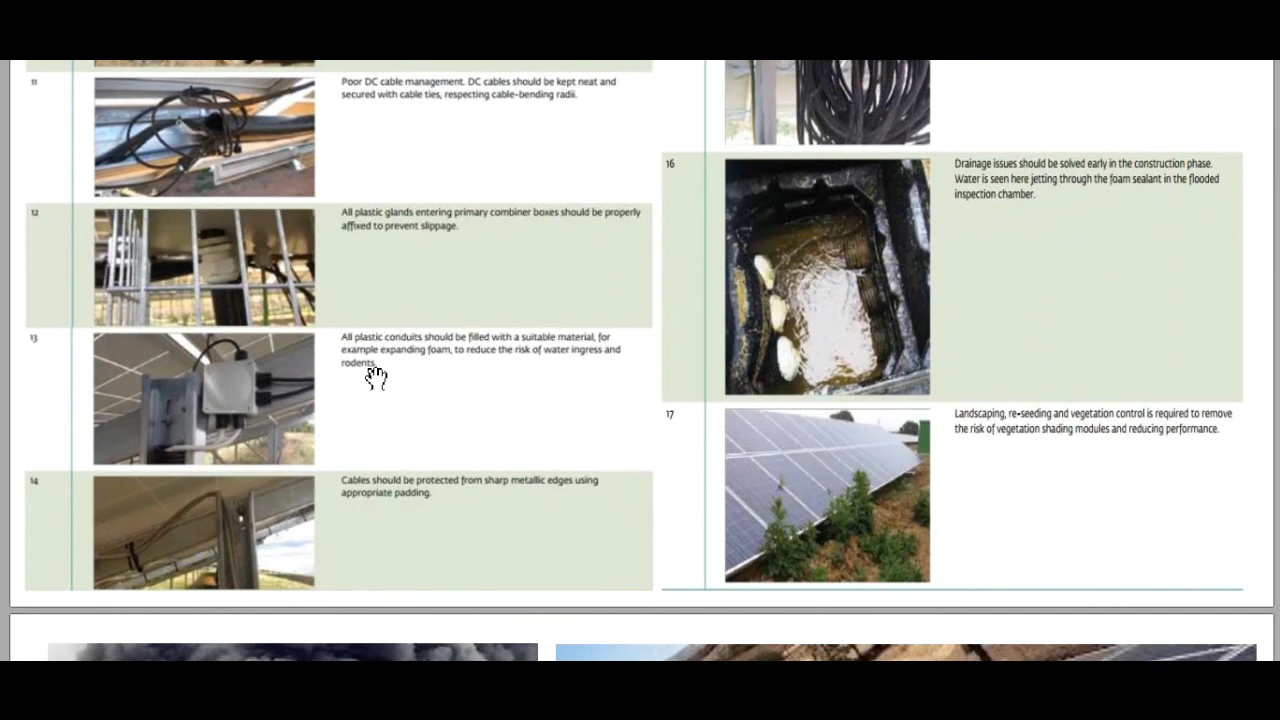 11
Poor DC cable management. DC cables should be kept neat and
secured with cable ties, respecting cable-bending radii.
12
All plastic glands entering primary combiner boxes should be properly
affixed to prevent slippage.
13
All plastic conduits should be filled with a suitable material, for
example expanding foam, to reduce the risk of water ingress and
rodents.
14
Cables should be protected from sharp metallic edges using
appropriate padding.
16
Drainage issues should be solved early in the construction phase.
Water is seen here jetting through the foam sealant in the flooded
inspection chamber.
17
Landscaping, re-seeding and vegetation control is required to remove
the risk of vegetation shading modules and reducing performance.